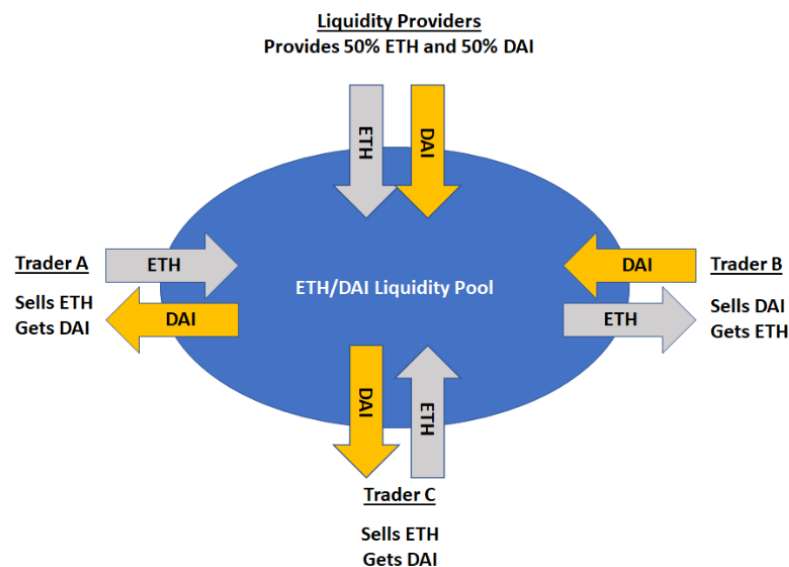 Liquidity Providers
Provides 50% ETH and 50% DAI
ETH
DAI
Trader A
ETH
Sells ETH
Gets DAI
DAI
ETH/DAI Liquidity Pool
DAI
Trader B
ETH
Sells DAI
Gets ETH
DAI
ETH
Trader C
Sells ETH
Gets DAI